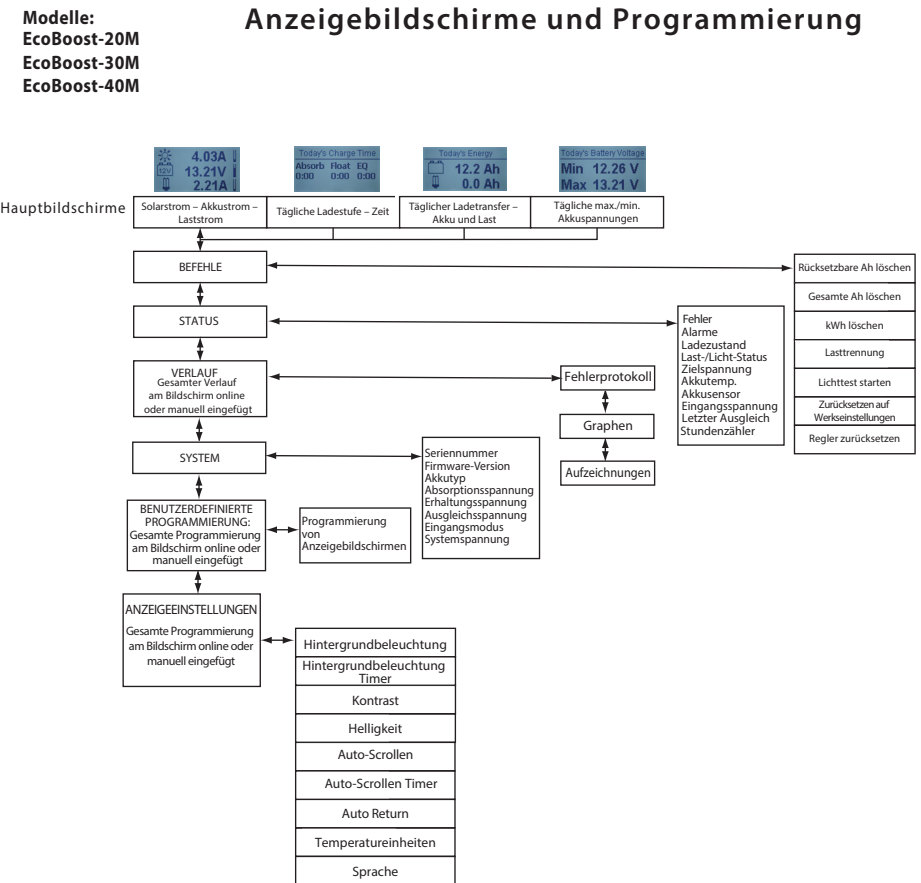 Modelle:
EcoBoost-20M
EcoBoost-30M
EcoBoost-40M
Anzeigebildschirme und Programmierung
4.03A
12V 13.21V
2.21A
Today's Charge Time
Absorb Float EQ
0:00 0:00 0:00
Today's Energy
12.2 Ah
0.0 Ah
Today's Battery Voltage
Min 12.26 V
Max 13.21 V
Hauptbildschirme
Solarstrom – Akkustrom –
Laststrom
Tägliche Ladestufe – Zeit
Täglicher Ladetransfer –
Akku und Last
Tägliche max./min.
Akkuspannungen
BEFEHLE
Rücksetzbare Ah löschen
Gesamte Ah löschen
kWh löschen
Lasttrennung
Lichttest starten
Zurücksetzen auf
Werkseinstellungen
Regler zurücksetzen
STATUS
Fehler
Alarme
Ladezustand
Last-/Licht-Status
Zielspannung
Akkutemp.
Akkusensor
Eingangsspannung
Letzter Ausgleich
Stundenzähler
VERLAUF
Gesamter Verlauf
am Bildschirm online
oder manuell eingefügt
Fehlerprotokoll
Graphen
Aufzeichnungen
SYSTEM
Seriennummer
Firmware-Version
Akkutyp
Absorptionsspannung
Erhaltungsspannung
Ausgleichsspannung
Eingangsmodus
Systemspannung
BENUTZERDEFINIERTE
PROGRAMMIERUNG:
Gesamte Programmierung
am Bildschirm online oder
manuell eingefügt
Programmierung
von
Anzeigebildschirmen
ANZEIGEEINSTELLUNGEN
Gesamte Programmierung
am Bildschirm online oder
manuell eingefügt
Hintergrundbeleuchtung
Hintergrundbeleuchtung
Timer
Kontrast
Helligkeit
Auto-Scrollen
Auto-Scrollen Timer
Auto Return
Temperatureinheiten
Sprache